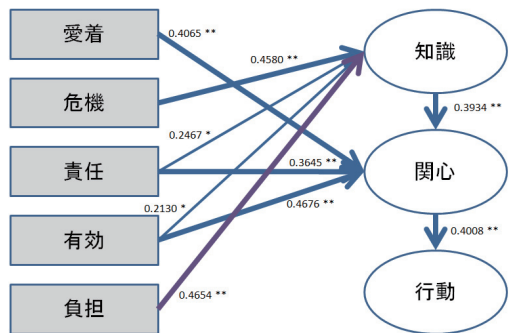 愛着
危機
責任
有効
負担
知識
関心
行動
0.4065 **
0.4580 **
0.2467 *
0.3645 **
0.2130 *
0.4676 **
0.4654 **
0.3934 **
0.4008 **